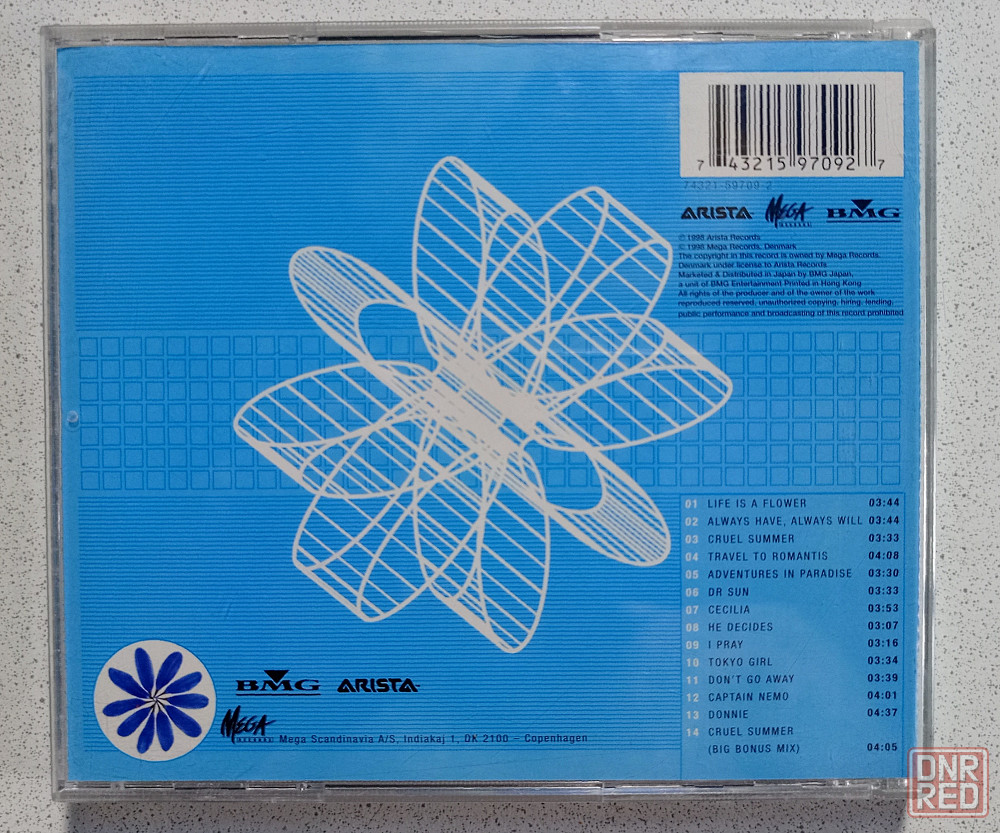 7 43215 97092 7
74321-59709-2
ARISTA MEGA RECORDS BMG
℗ 1998 Arista Records
© 1998 Mega Records, Denmark
The copyright in this record is owned by Mega Records,
Denmark under license to Arista Records
Marketed & Distributed in Japan by BMG Japan,
a unit of BMG Entertainment Printed in Hong Kong
All rights of the producer and of the owner of the work
reproduced reserved, unauthorized copying, hiring, lending,
public performance and broadcasting of this record prohibited
01 LIFE IS A FLOWER 03:44
02 ALWAYS HAVE, ALWAYS WILL 03:44
03 CRUEL SUMMER 03:33
04 TRAVEL TO ROMANTIS 04:08
05 ADVENTURES IN PARADISE 03:30
06 DR SUN 03:33
07 CECILIA 03:53
08 HE DECIDES 03:07
09 I PRAY 03:16
10 TOKYO GIRL 03:34
11 DON'T GO AWAY 03:39
12 CAPTAIN NEMO 04:01
13 DONNIE 04:37
14 CRUEL SUMMER
(BIG BONUS MIX) 04:05
BMG ARISTA
MEGA RECORDS Mega Scandinavia A/S, Indiakaj 1, DK 2100 – Copenhagen
DNR
RED